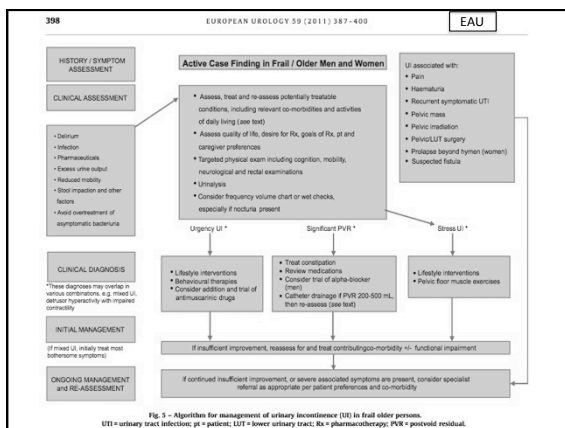 398
EUROPEAN UROLOGY 59 (2011) 387–400
EAU
HISTORY / SYMPTOM
ASSESSMENT
CLINICAL ASSESSMENT
• Delirium
• Infection
• Pharmaceuticals
• Excess urine output
• Reduced mobility
• Stool impaction and other
factors
• Avoid overtreatment of
asymptomatic bacteriuria
Active Case Finding in Frail / Older Men and Women
• Assess, treat and re-assess potentially treatable
conditions, including relevant co-morbidities and activities
of daily living (see text)
• Assess quality of life, desire for Rx, goals of Rx, pt and
caregiver preferences
• Targeted physical exam including cognition, mobility,
neurological and rectal examinations
• Urinalysis
• Consider frequency volume chart or wet checks,
especially if nocturia present
UI associated with:
• Pain
• Haematuria
• Recurrent symptomatic UTI
• Pelvic mass
• Pelvic irradiation
• Pelvic/LUT surgery
• Prolapse beyond hymen (women)
• Suspected fistula
Urgency UI *
Significant PVR *
Stress UI *
CLINICAL DIAGNOSIS
*These diagnoses may overlap in
various combinations, e.g. mixed UI,
detrusor hyperactivity with impaired
contractility
• Lifestyle interventions
• Behavioural therapies
• Consider addition and trial of
antimuscarinic drugs
• Treat constipation
• Review medications
• Consider trial of alpha-blocker
(men)
• Catheter drainage if PVR 200-500 mL,
then re-assess (see text)
• Lifestyle interventions
• Pelvic floor muscle exercises
INITIAL MANAGEMENT
(If mixed UI, initially treat most
bothersome symptoms)
If insufficient improvement, reassess for and treat contributingco-morbidity +/- functional impairment
ONGOING MANAGEMENT
and RE-ASSESSMENT
If continued insufficient improvement, or severe associated symptoms are present, consider specialist
referral as appropriate per patient preferences and co-morbidity
Fig. 5 – Algorithm for management of urinary incontinence (UI) in frail older persons.
UTI = urinary tract infection; pt = patient; LUT = lower urinary tract; Rx = pharmacotherapy; PVR = postvoid residual.